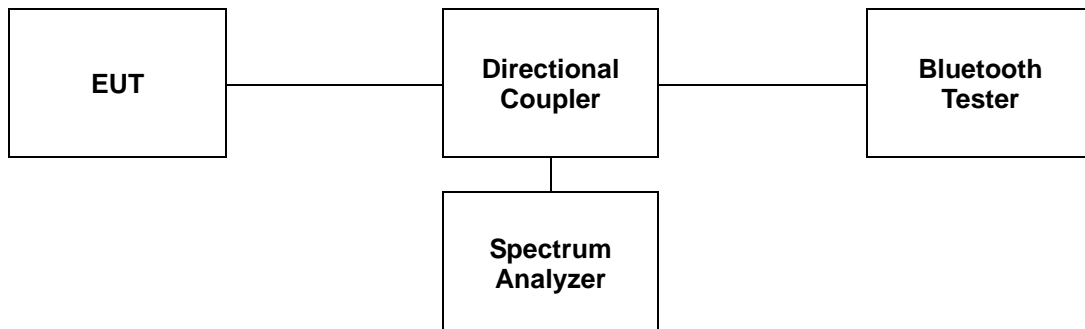 EUT
Directional
Coupler
Bluetooth
Tester
Spectrum
Analyzer